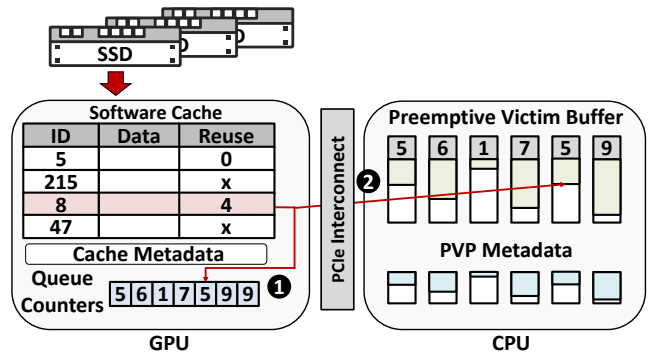 SSD
Software Cache
ID Data Reuse
5 0
215 x
8 4
47 x
Cache Metadata
Queue
Counters
5 6 1 7 5 9 9
1
GPU
PCIe Interconnect
2
Preemptive Victim Buffer
5 6 1 7 5 9
PVP Metadata
CPU